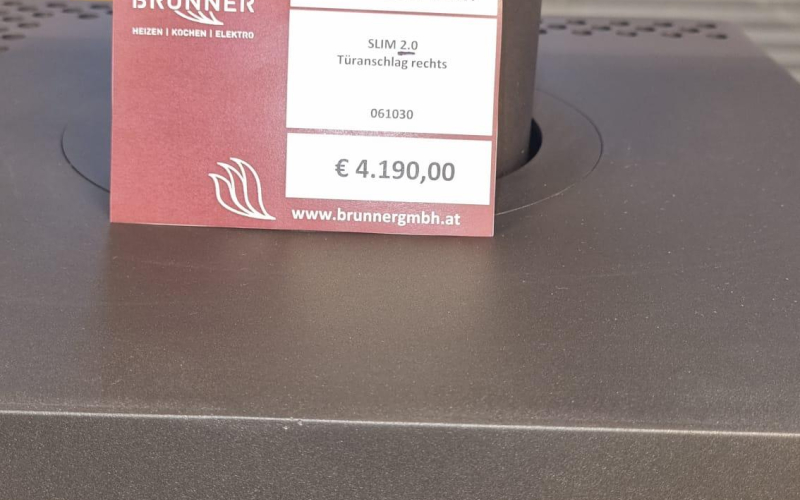 BRUNNER
HEIZEN | KOCHEN | ELEKTRO
SLIM 2.0
Türanschlag rechts
061030
€ 4.190,00
www.brunnergmbh.at